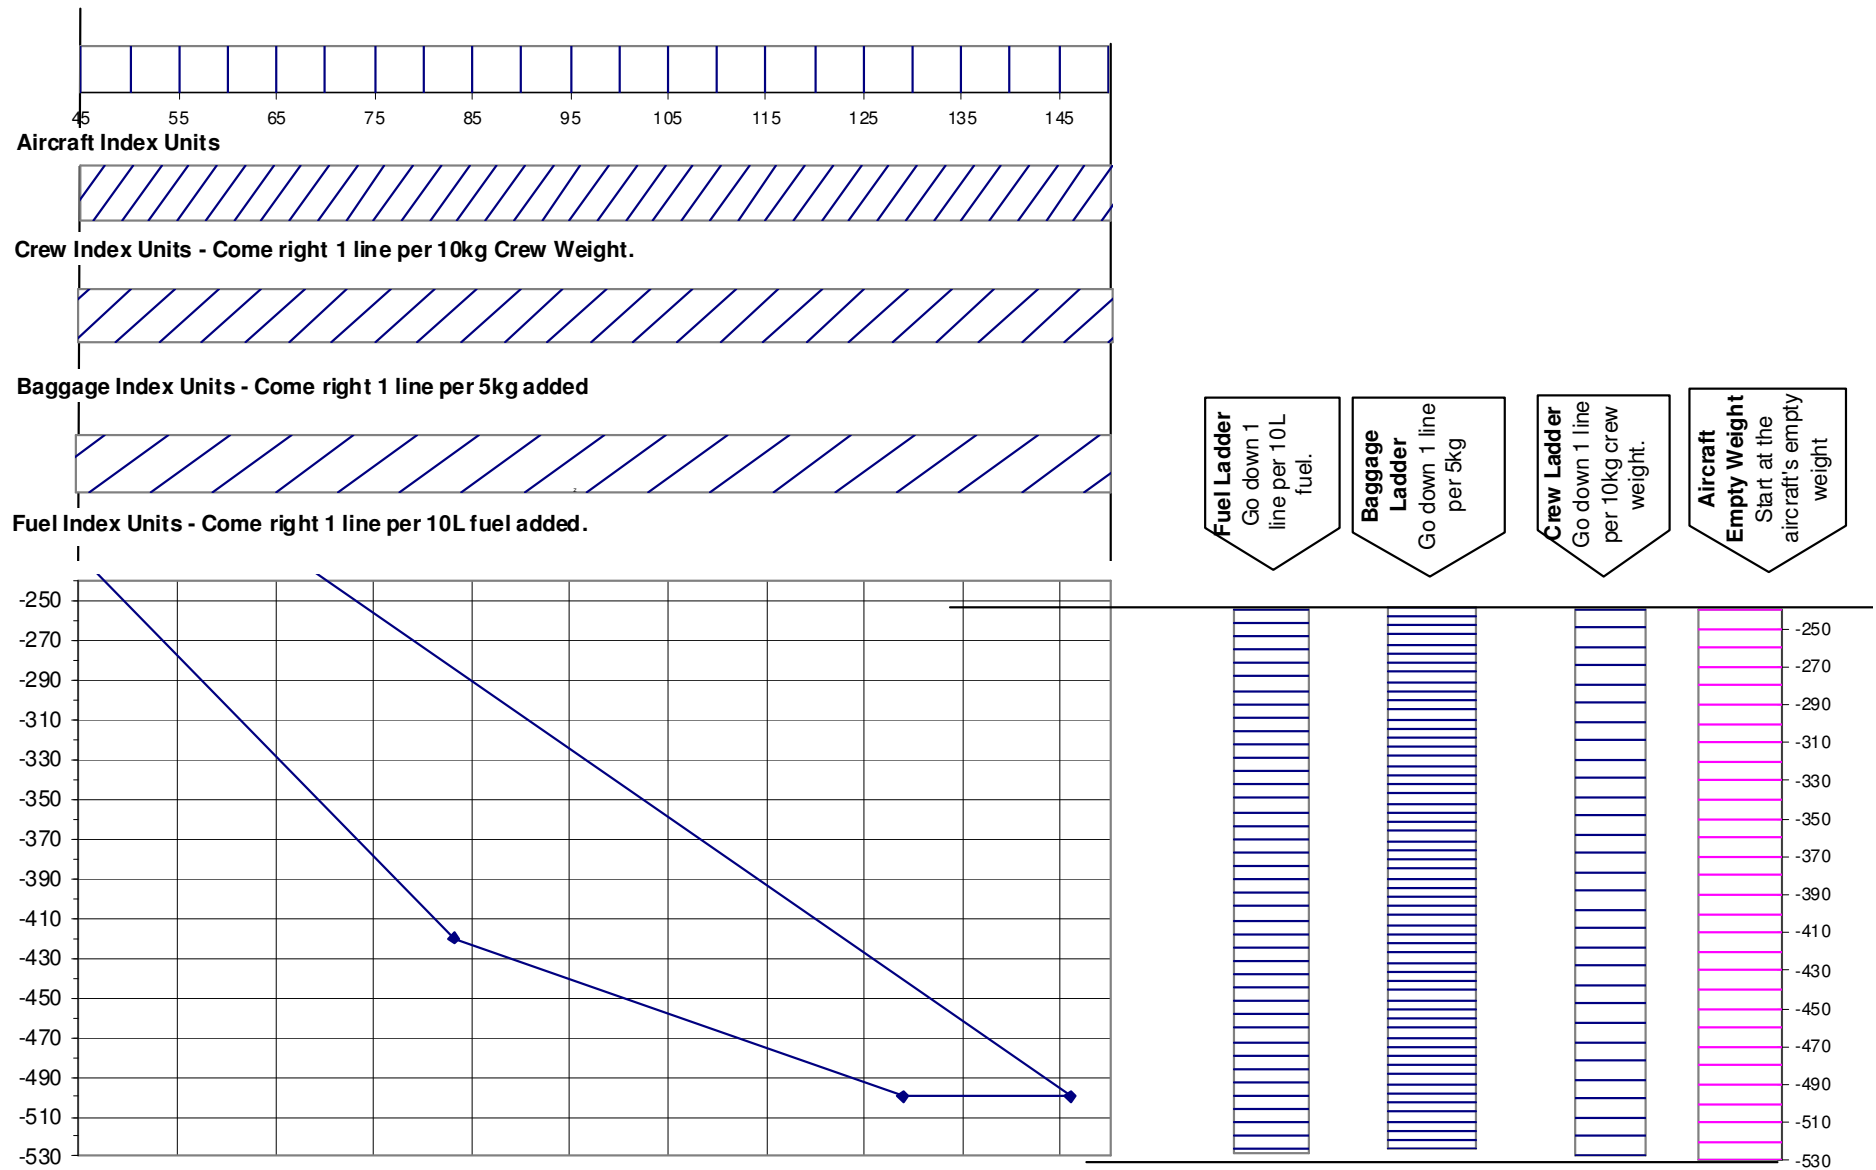 45 55 65 75 85 95 105 115 125 135 145
Aircraft Index Units
Crew Index Units - Come right 1 line per 10kg Crew Weight.
Baggage Index Units - Come right 1 line per 5kg added
2
Fuel Index Units - Come right 1 line per 10L fuel added.
-250
-270
-290
-310
-330
-350
-370
-390
-410
-430
-450
-470
-490
-510
-530
Fuel Ladder
Go down 1
line per 10L
fuel.
Baggage
Ladder
Go down 1 line
per 5kg
Crew Ladder
Go down 1 line
per 10kg crew
weight.
Aircraft
Empty Weight
Start at the
aircraft's empty
weight
-250
-270
-290
-310
-330
-350
-370
-390
-410
-430
-450
-470
-490
-510
-530